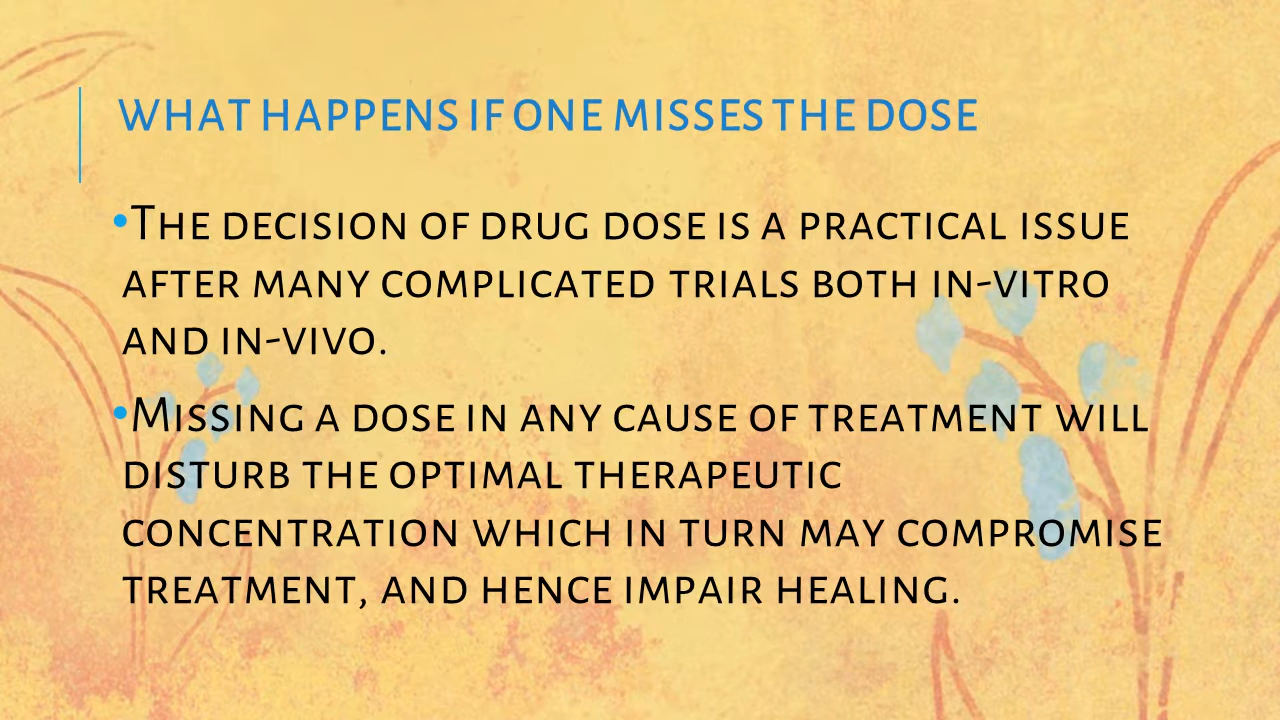 WHAT HAPPENS IF ONE MISSES THE DOSE
•The decision of drug dose is a practical issue
after many complicated trials both in-vitro
and in-vivo.
•Missing a dose in any cause of treatment will
disturb the optimal therapeutic
concentration which in turn may compromise
treatment, and hence impair healing.